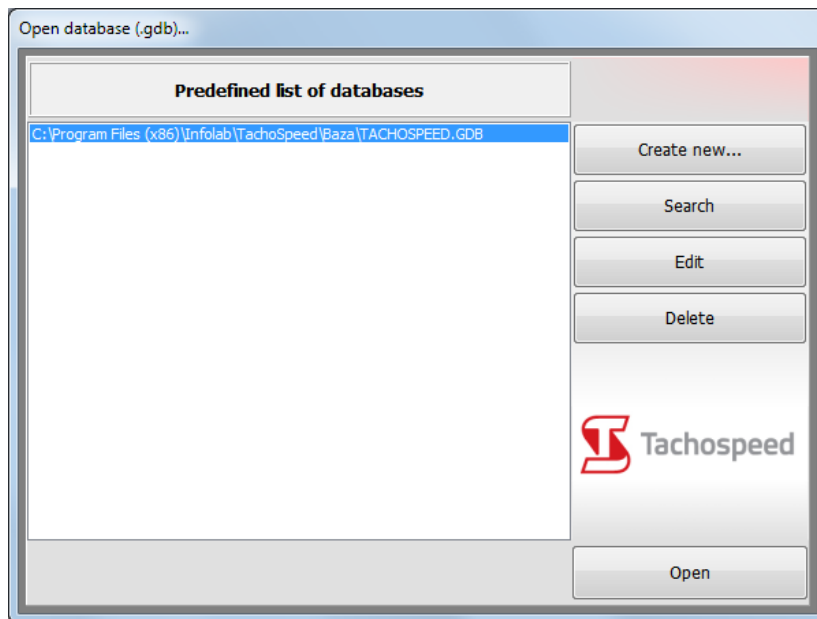 Open database (.gdb)...
Predefined list of databases
C:\Program Files (x86)\Infolab\TachoSpeed\Baza\TACHOSPEED.GDB
Create new...
Search
Edit
Delete
Tachospeed
Open